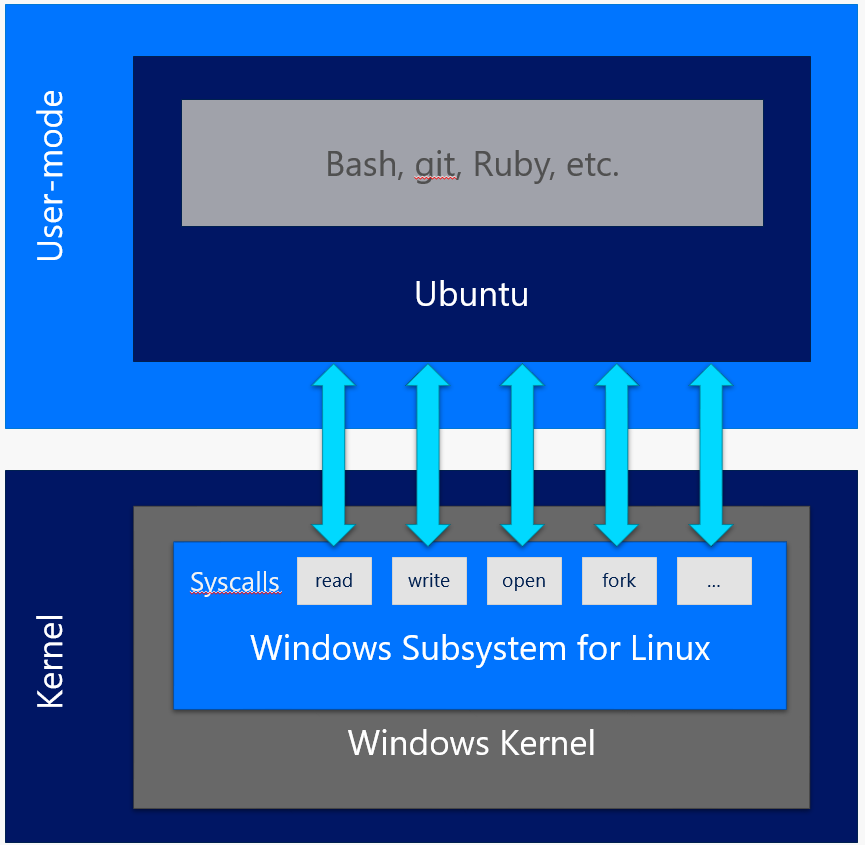 User-mode
Bash, git, Ruby, etc.
Ubuntu
Kernel
Syscalls
read
write
open
fork
...
Windows Subsystem for Linux
Windows Kernel